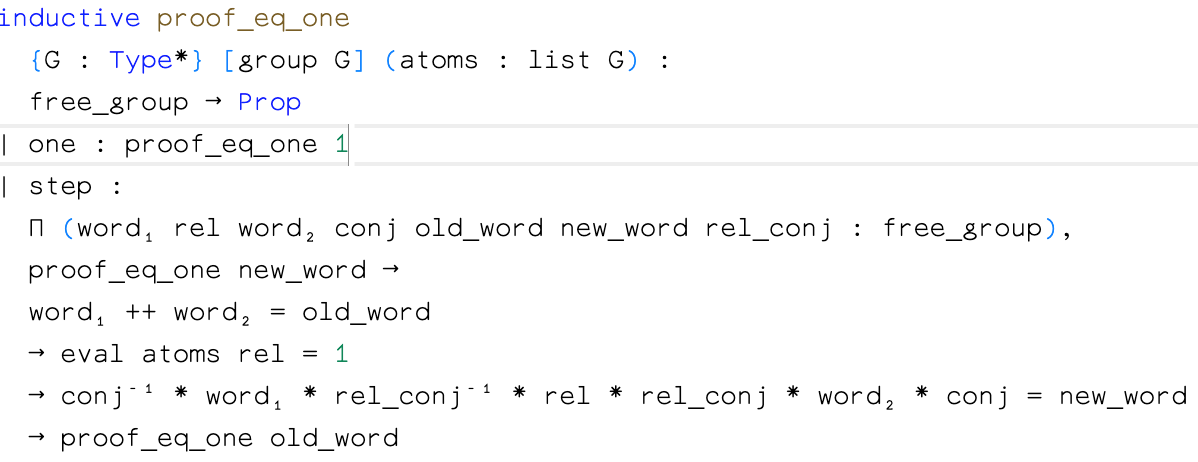 inductive proof_eq_one
{G : Type*} [group G] (atoms : list G) :
free_group → Prop
| one : proof_eq_one 1
| step :
Π (word₁ rel word₂ conj old_word new_word rel_conj : free_group),
proof_eq_one new_word →
word₁ ++ word₂ = old_word
→ eval atoms rel = 1
→ conj⁻¹ * word₁ * rel_conj⁻¹ * rel * rel_conj * word₂ * conj = new_word
→ proof_eq_one old_word